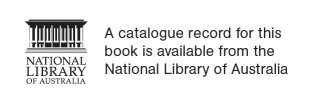 NATIONAL
LIBRARY
OF AUSTRALIA
A catalogue record for this
book is available from the
National Library of Australia